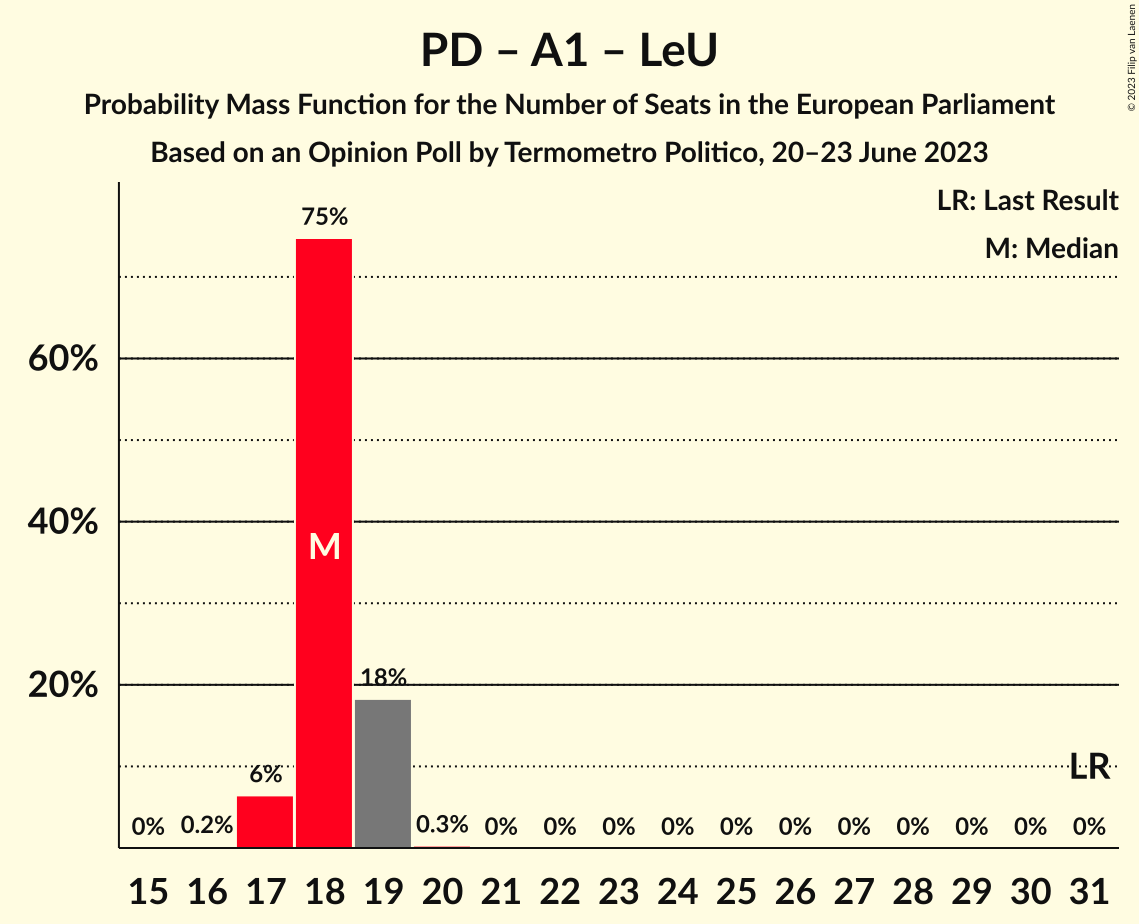 PD – A1 – LeU
Probability Mass Function for the Number of Seats in the European Parliament
Based on an Opinion Poll by Termometro Politico, 20–23 June 2023
© 2023 Filip van Laenen
LR: Last Result
M: Median
75%
60%
40%
M
20%
18%
6%
LR
0% 0.2% 0.3% 0% 0% 0% 0% 0% 0% 0% 0% 0% 0% 0%
15 16 17 18 19 20 21 22 23 24 25 26 27 28 29 30 31